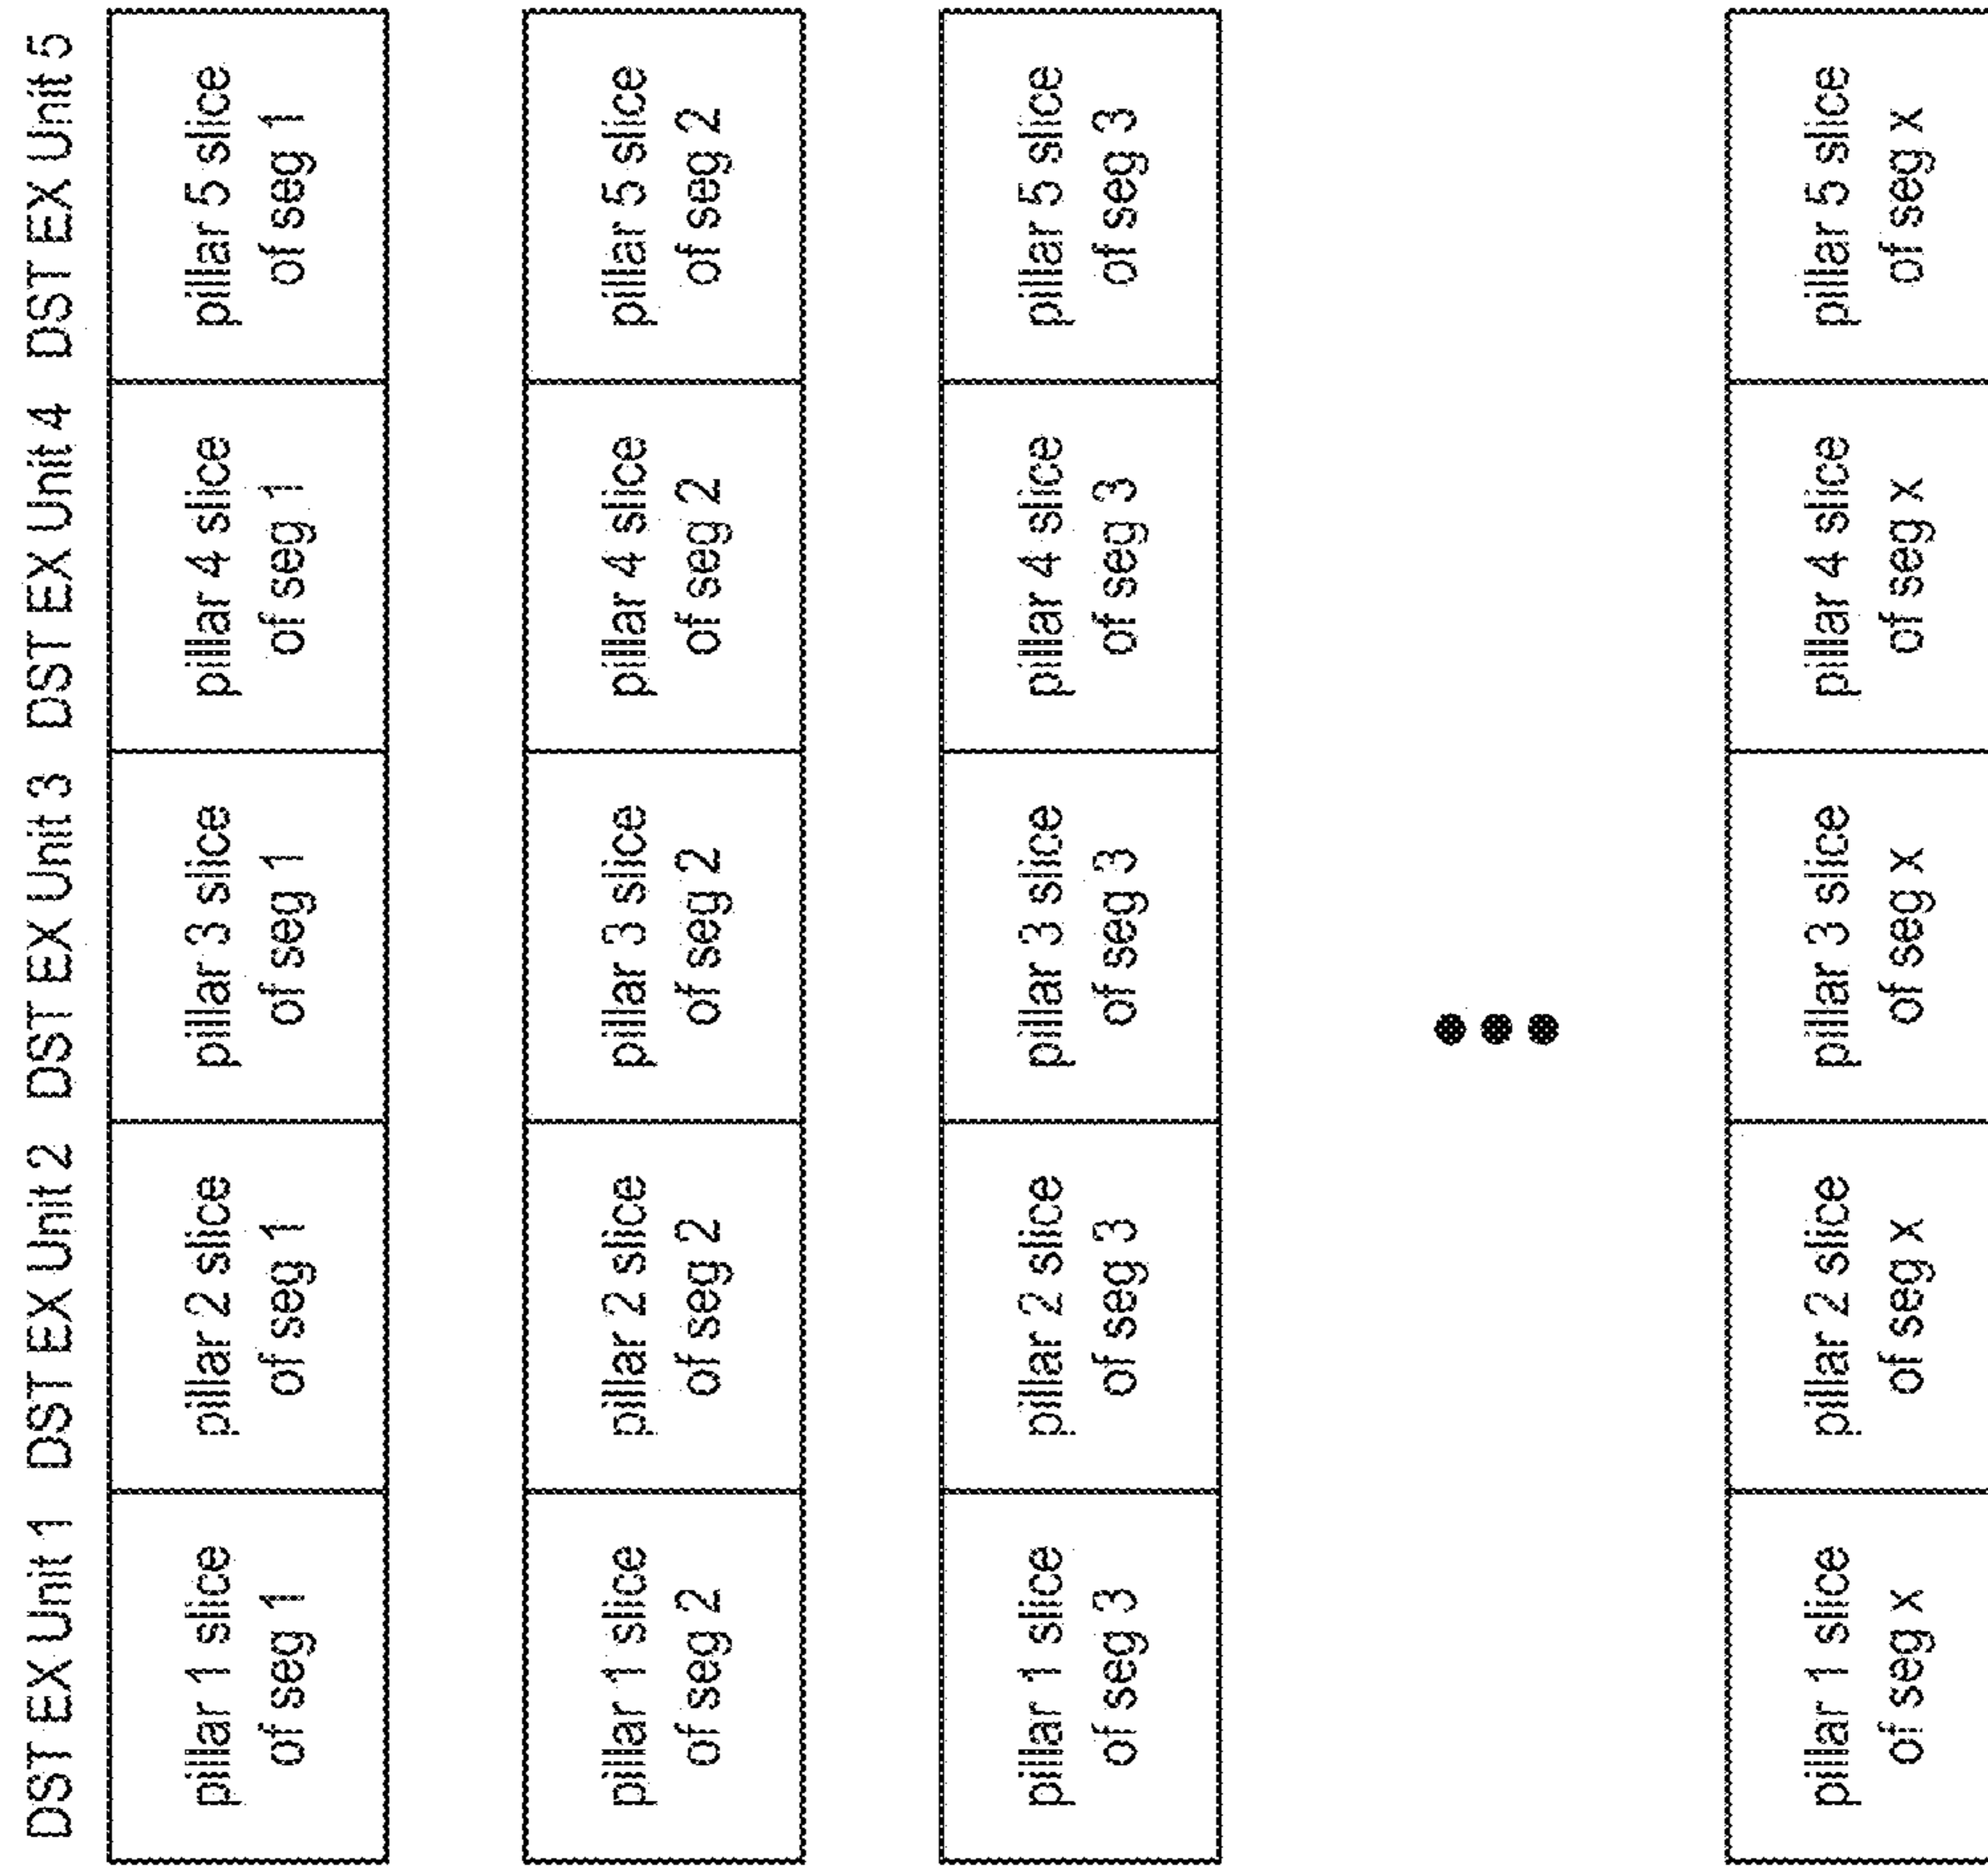 DST EX Unit 1 DST EX Unit 2 DST EX Unit 3 DST EX Unit 4 DST EX Unit 5
pillar 1 slice
of seg 1
pillar 2 slice
of seg 1
pillar 3 slice
of seg 1
pillar 4 slice
of seg 1
pillar 5 slice
of seg 1
pillar 1 slice
of seg 2
pillar 2 slice
of seg 2
pillar 3 slice
of seg 2
pillar 4 slice
of seg 2
pillar 5 slice
of seg 2
pillar 1 slice
of seg 3
pillar 2 slice
of seg 3
pillar 3 slice
of seg 3
pillar 4 slice
of seg 3
pillar 5 slice
of seg 3
pillar 1 slice
of seg x
pillar 2 slice
of seg x
pillar 3 slice
of seg x
pillar 4 slice
of seg x
pillar 5 slice
of seg x